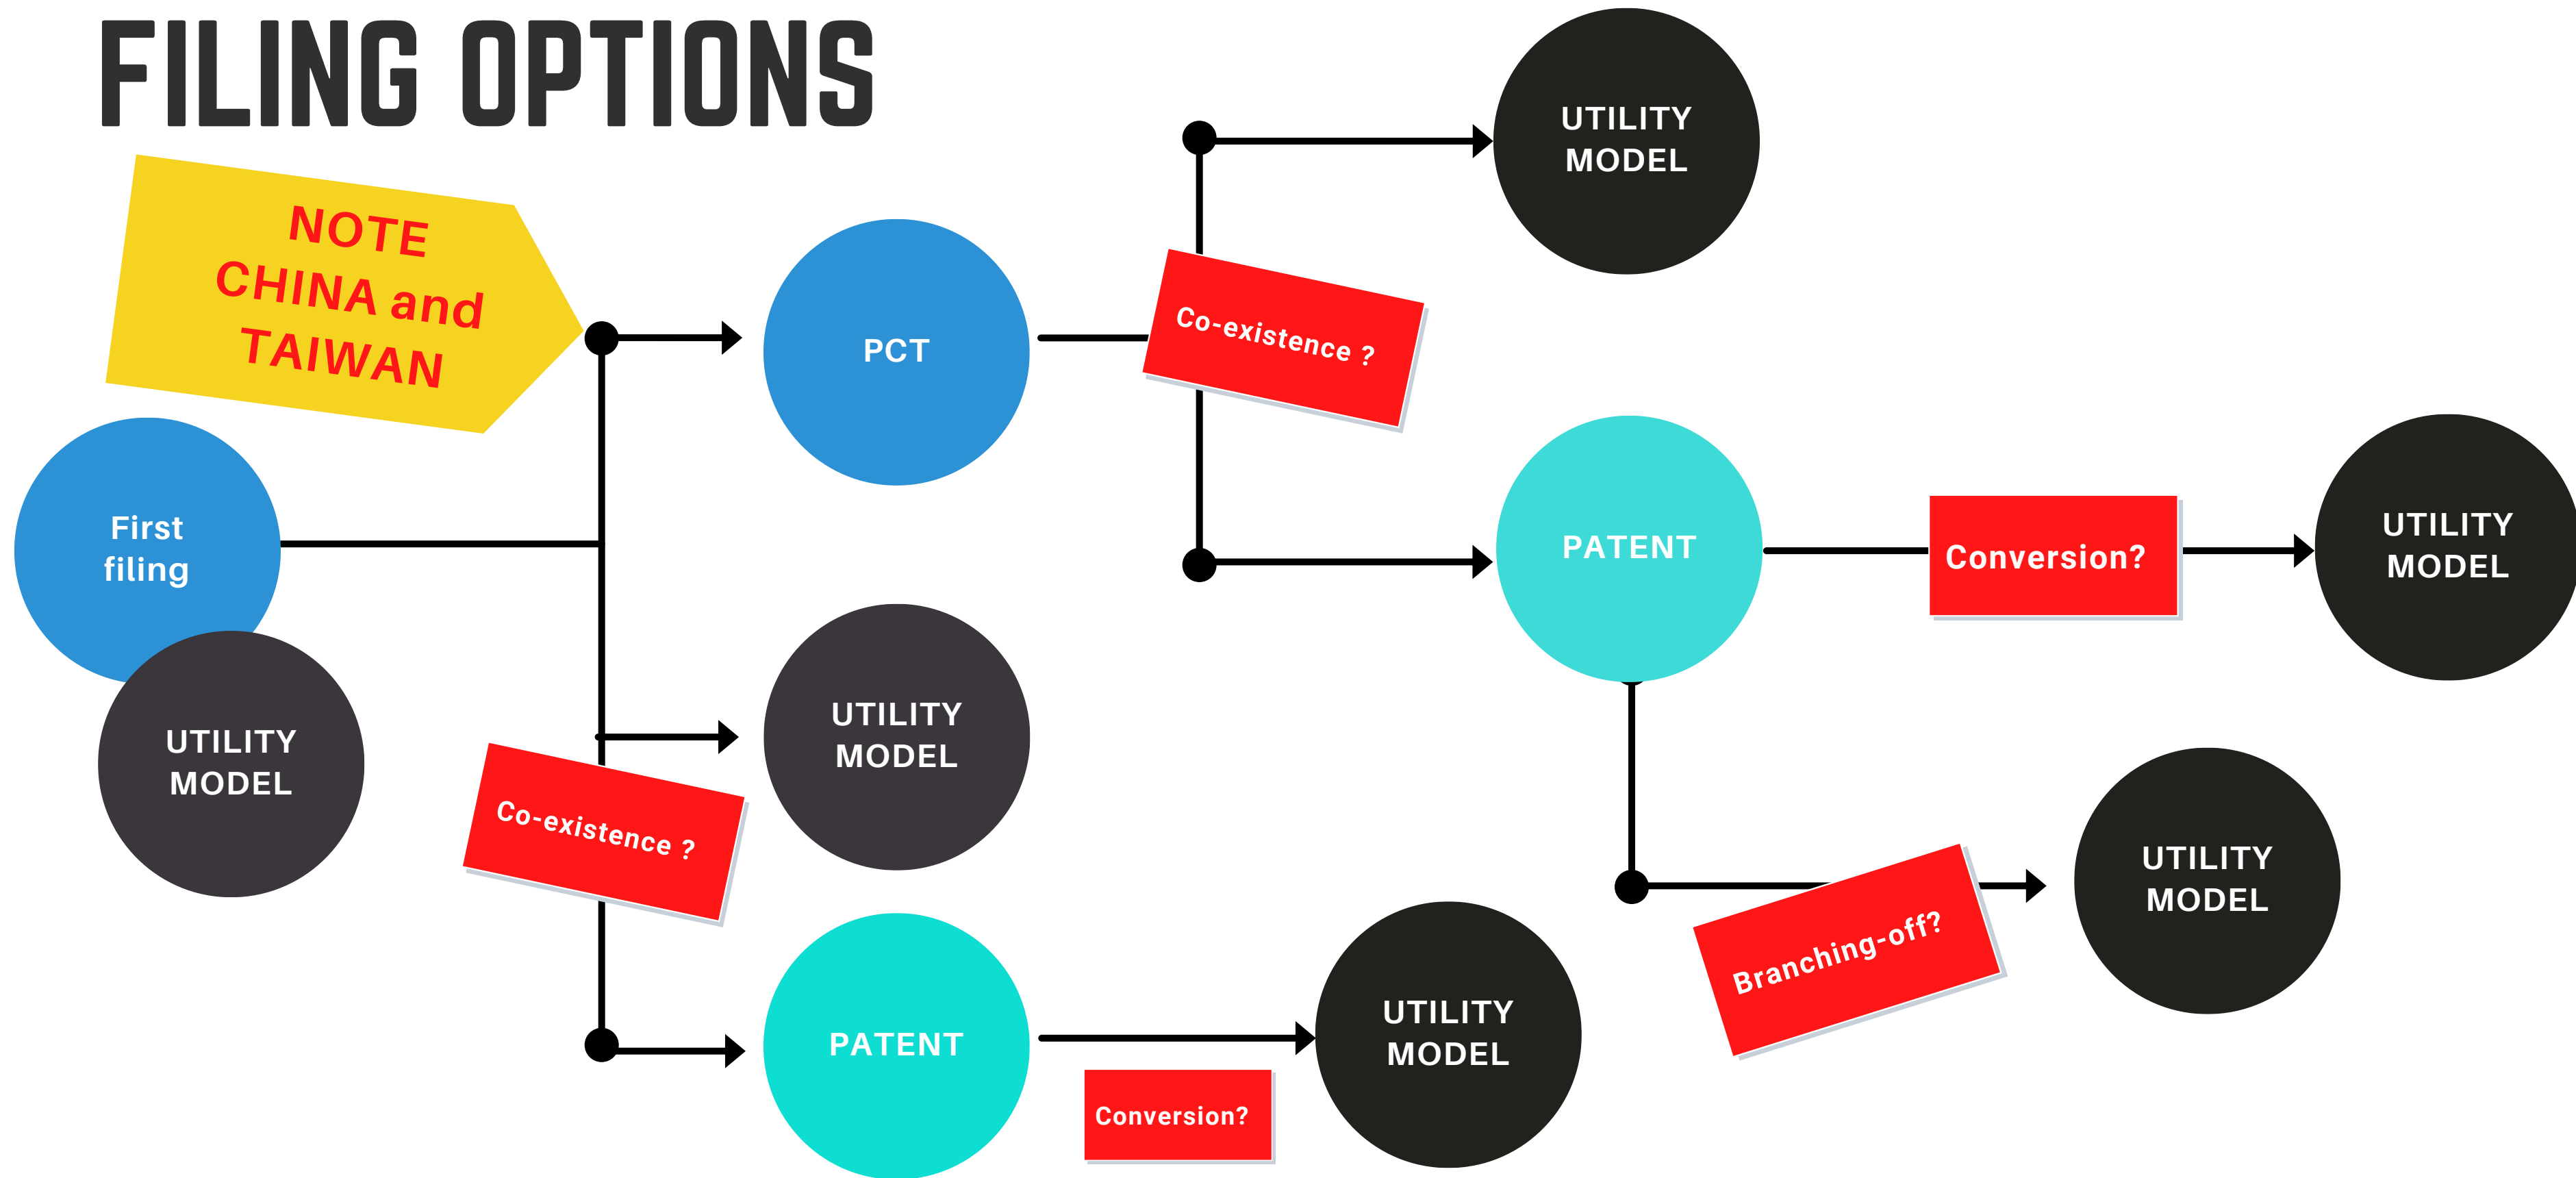 FILING OPTIONS
NOTE
CHINA and
TAIWAN
First
filing
UTILITY
MODEL
PCT
Co-existence ?
UTILITY
MODEL
PATENT
Conversion?
UTILITY
MODEL
Branching-off?
UTILITY
MODEL
UTILITY
MODEL
Co-existence ?
PATENT
Conversion?
UTILITY
MODEL